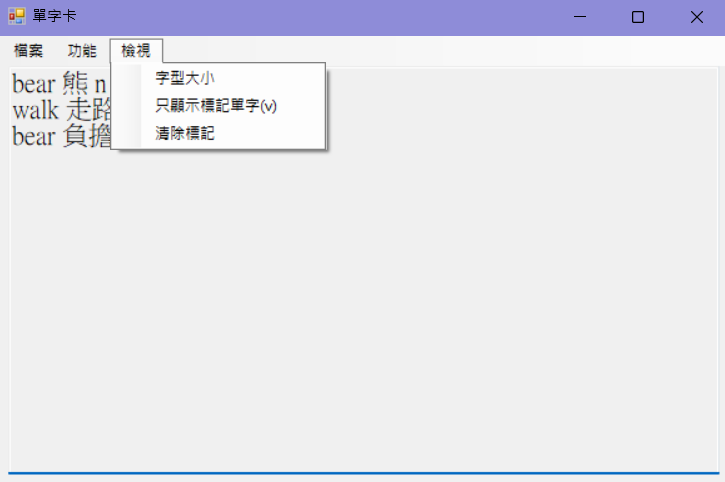 單字卡
檔案 功能 檢視
字型大小
只顯示標記單字(v)
清除標記
bear 熊 n
walk 走路
bear 負擔